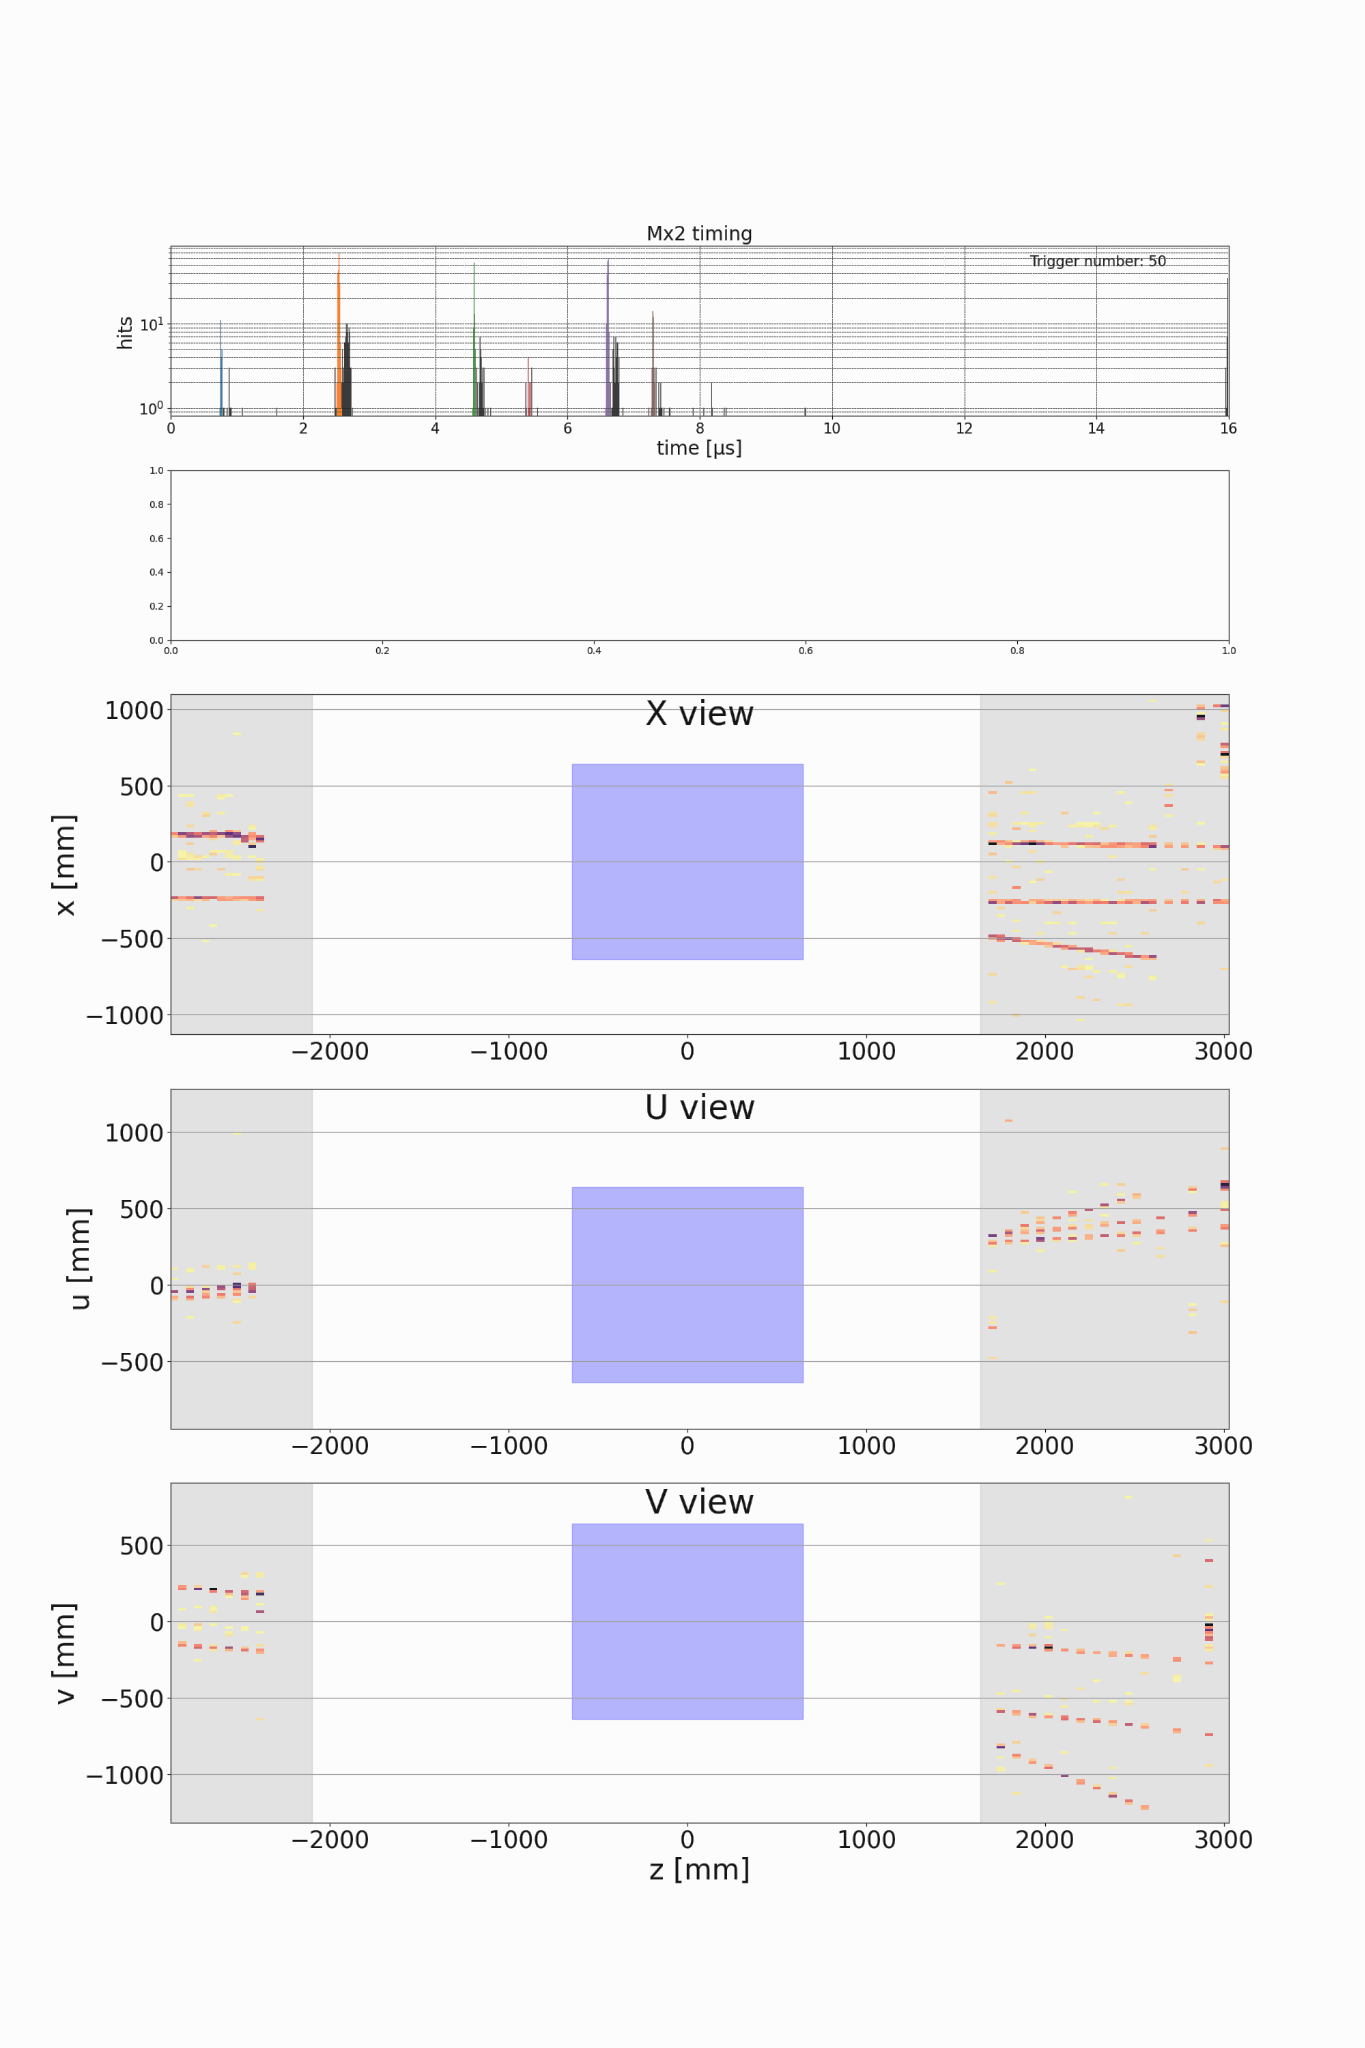 Mx2 timing
Trigger number: 50
hits
10¹
10⁰
0 2 4 6 8 10 12 14 16
time [µs]
1.0
0.8
0.6
0.4
0.2
0.0
0.0 0.2 0.4 0.6 0.8 1.0
X view
x [mm]
1000
500
0
−500
−1000
−2000 −1000 0 1000 2000 3000
U view
u [mm]
1000
500
0
−500
−2000 −1000 0 1000 2000 3000
V view
v [mm]
500
0
−500
−1000
−2000 −1000 0 1000 2000 3000
z [mm]